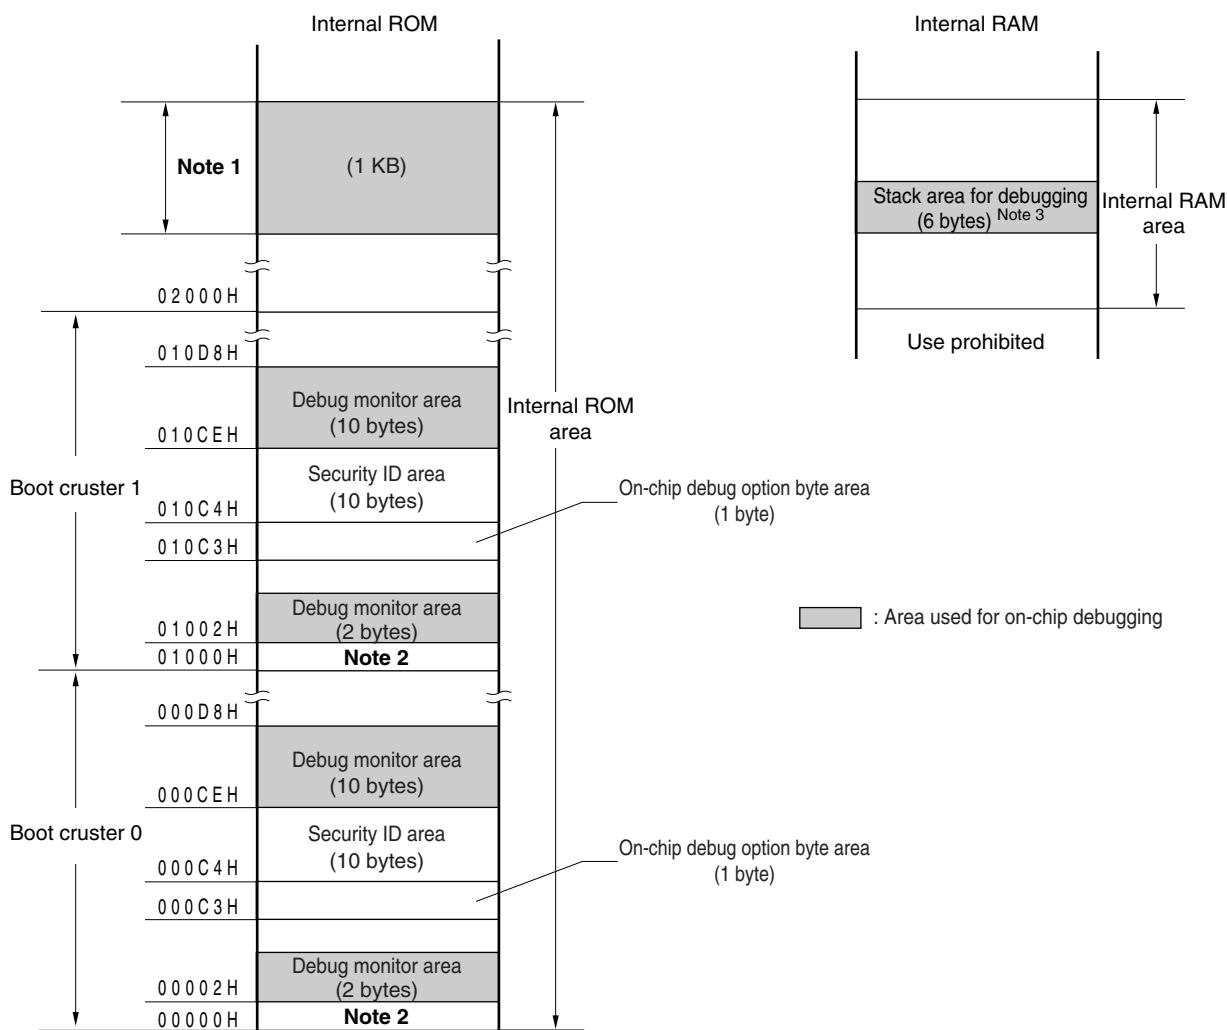 Internal ROM
Internal RAM
Note 1
(1 KB)
Stack area for debugging
(6 bytes) Note 3
Internal RAM
area
Use prohibited
02000H
010D8H
Debug monitor area
(10 bytes)
Internal ROM
area
010CEH
Security ID area
(10 bytes)
Boot cruster 1
On-chip debug option byte area
(1 byte)
010C4H
010C3H
Debug monitor area
(2 bytes)
: Area used for on-chip debugging
01002H
01000H
Note 2
000D8H
Debug monitor area
(10 bytes)
000CEH
Boot cruster 0
Security ID area
(10 bytes)
On-chip debug option byte area
(1 byte)
000C4H
000C3H
Debug monitor area
(2 bytes)
00002H
00000H
Note 2